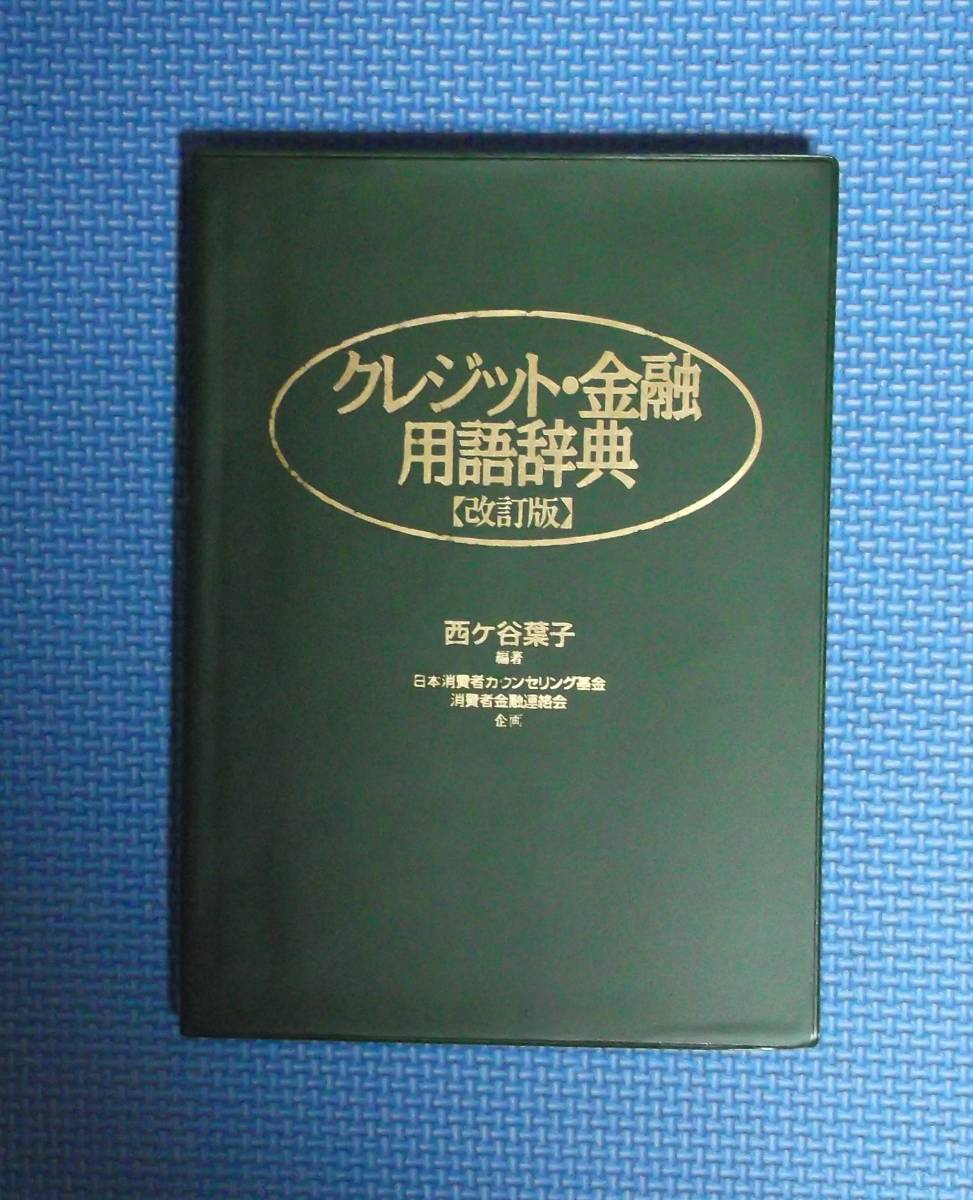 クレジット・金融
用語辞典
【改訂版】
西ケ谷葉子
編著
日本消費者カウンセリング基金
消費者金融連絡会
企画